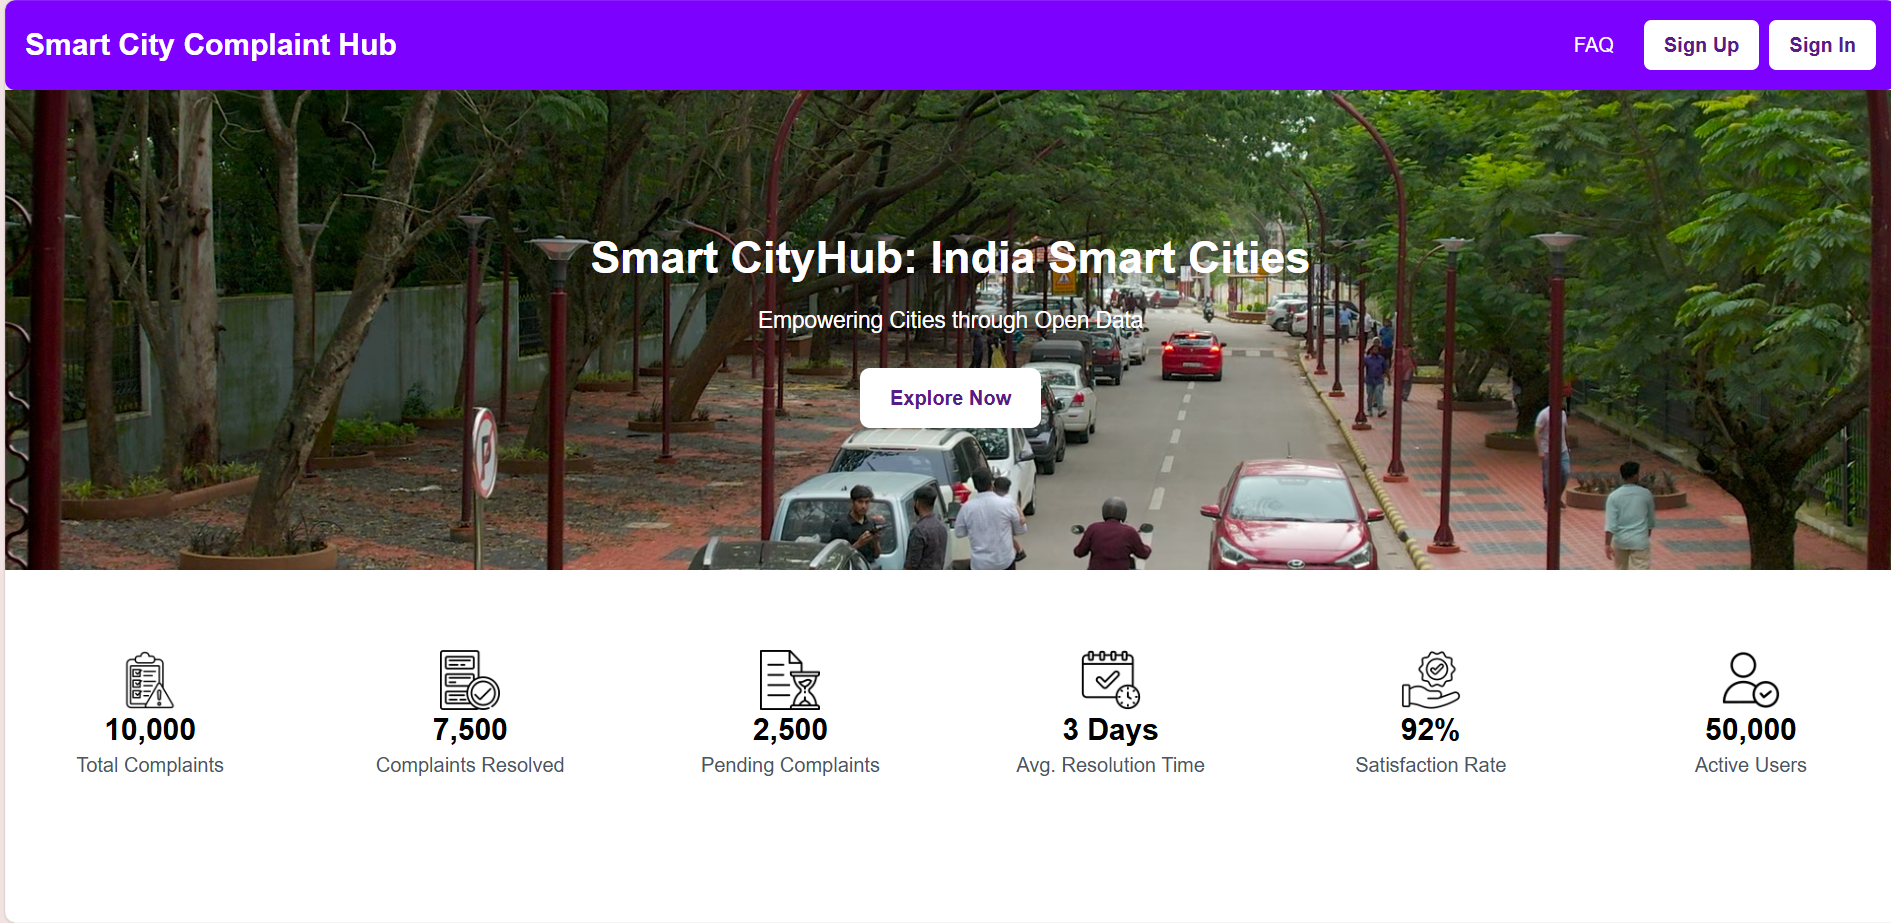 Smart City Complaint Hub
FAQ
Sign Up
Sign In
Smart CityHub: India Smart Cities
Empowering Cities through Open Data
Explore Now
10,000
Total Complaints
7,500
Complaints Resolved
2,500
Pending Complaints
3 Days
Avg. Resolution Time
92%
Satisfaction Rate
50,000
Active Users